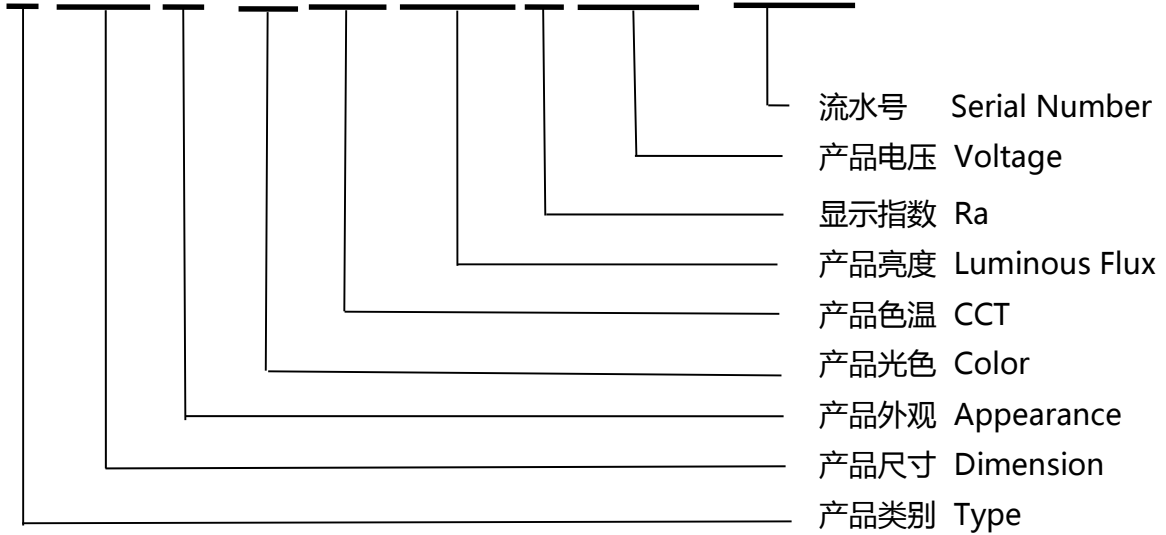 流水号 Serial Number
产品电压 Voltage
显示指数 Ra
产品亮度 Luminous Flux
产品色温 CCT
产品光色 Color
产品外观 Appearance
产品尺寸 Dimension
产品类别 Type